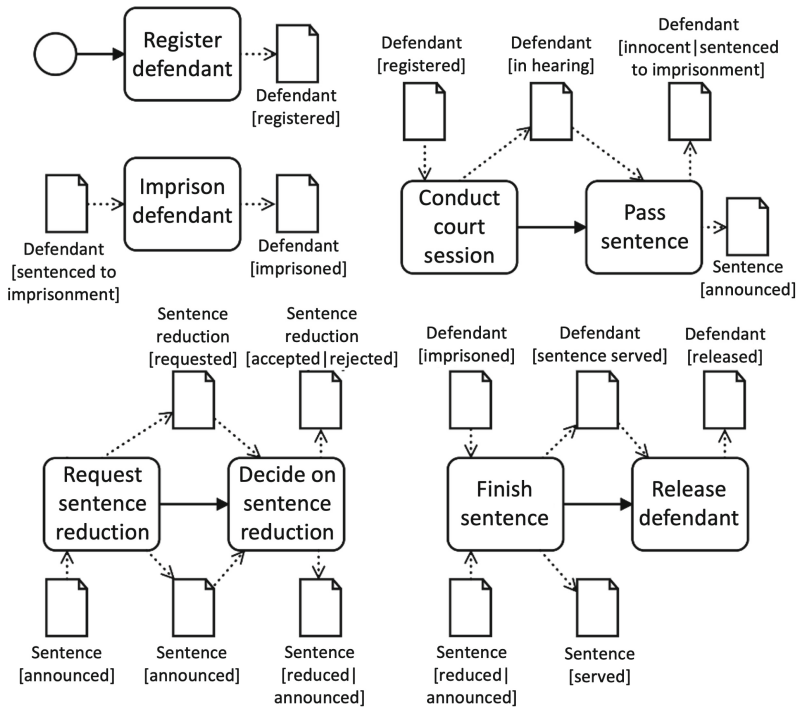 Register
defendant
Defendant
[registered]
Defendant
[registered]
Defendant
[in hearing]
Defendant
[innocent|sentenced
to imprisonment]
Conduct
court
session
Pass
sentence
Sentence
[announced]
Defendant
[sentenced to
imprisonment]
Imprison
defendant
Defendant
[imprisoned]
Sentence
reduction
[requested]
Sentence
reduction
[accepted|rejected]
Request
sentence
reduction
Decide on
sentence
reduction
Sentence
[announced]
Sentence
[announced]
Sentence
[reduced|
announced]
Defendant
[imprisoned]
Defendant
[sentence served]
Defendant
[released]
Finish
sentence
Release
defendant
Sentence
[reduced|
announced]
Sentence
[served]